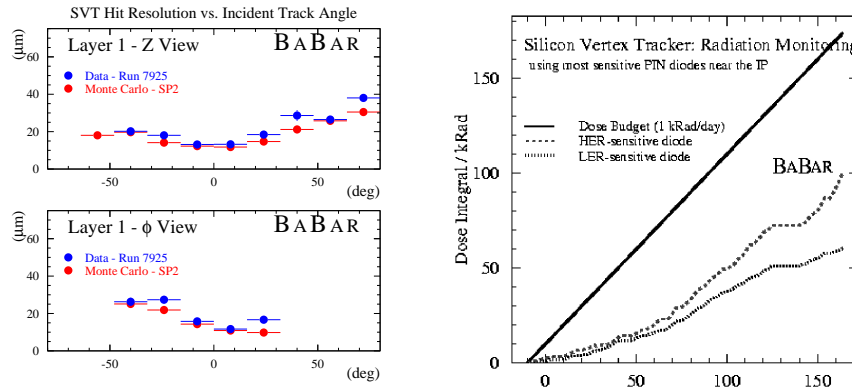 SVT Hit Resolution vs. Incident Track Angle
(µm)
Layer 1 - Z View
BABAR
Data - Run 7925
Monte Carlo - SP2
60
40
20
0
-50
0
50
(deg)
(µm)
Layer 1 - ϕ View
BABAR
Data - Run 7925
Monte Carlo - SP2
60
40
20
0
-50
0
50
(deg)
Dose Integral / kRad
Silicon Vertex Tracker: Radiation Monitoring
using most sensitive PIN diodes near the IP
Dose Budget (1 kRad/day)
HER-sensitive diode
LER-sensitive diode
BABAR
150
100
50
0
0
50
100
150